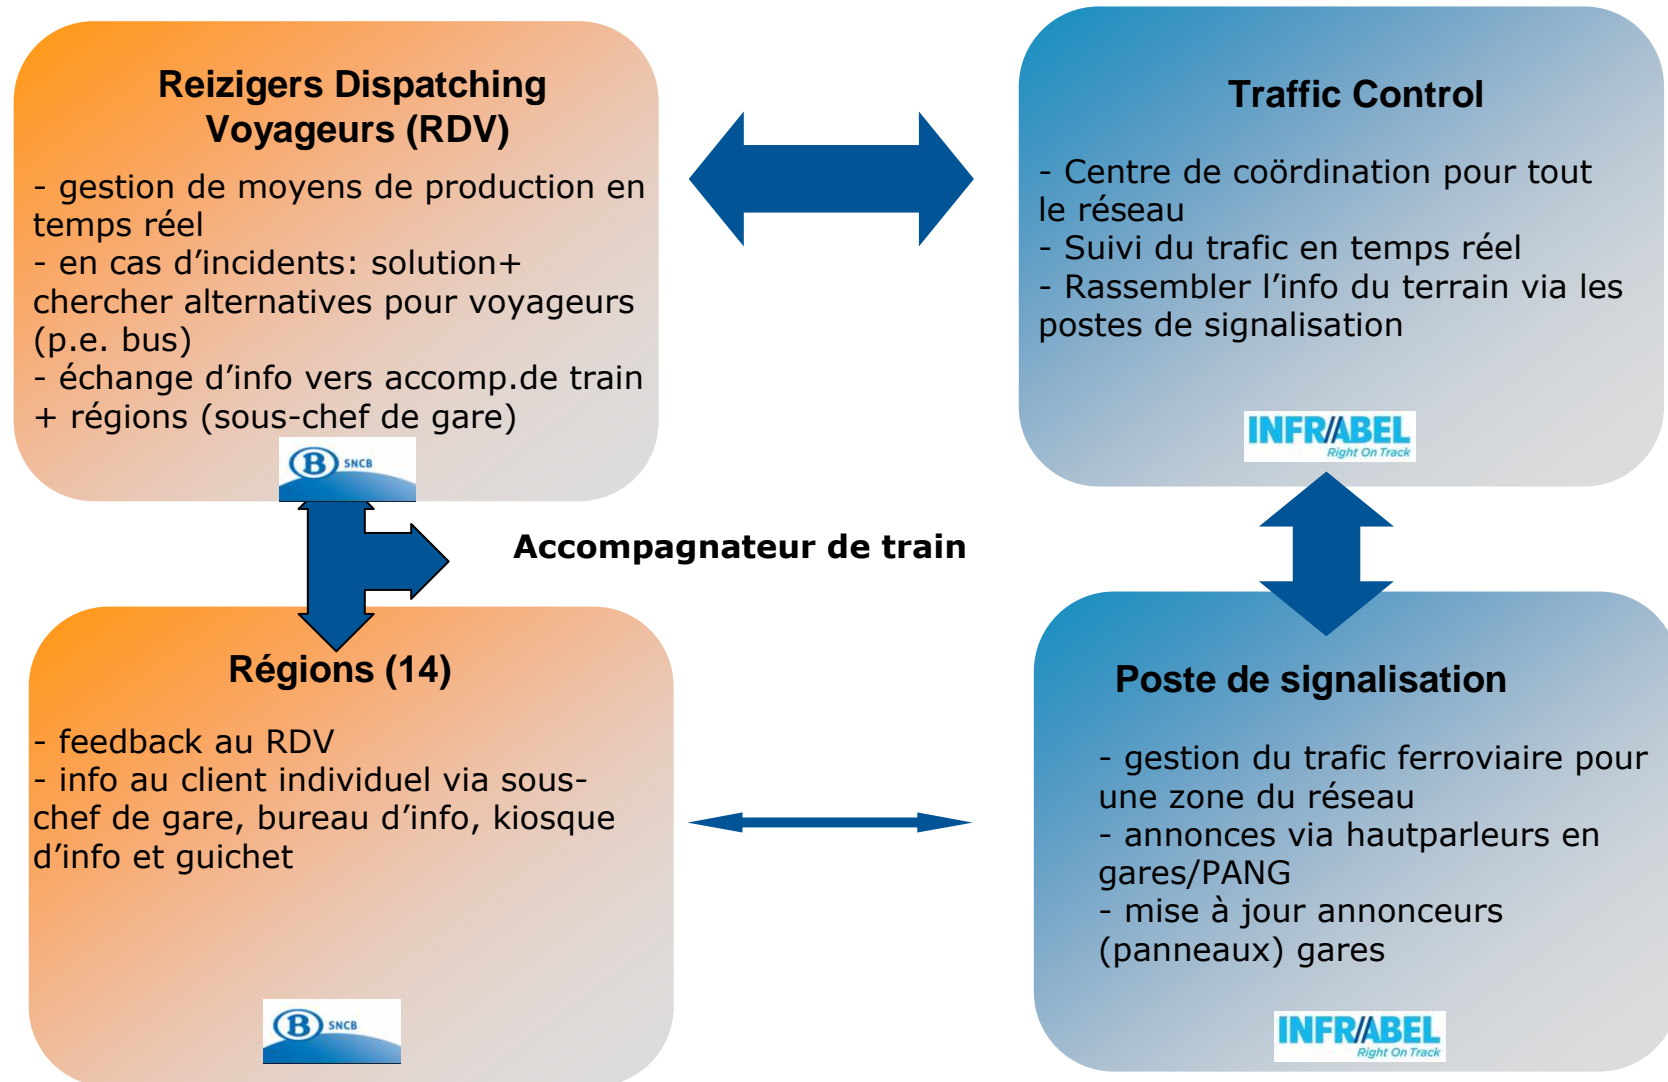 Reizigers Dispatching
Voyageurs (RDV)
- gestion de moyens de production en
temps réel
- en cas d’incidents: solution+
chercher alternatives pour voyageurs
(p.e. bus)
- échange d’info vers accomp.de train
+ régions (sous-chef de gare)
B SNCB
Traffic Control
- Centre de coördination pour tout
le réseau
- Suivi du trafic en temps réel
- Rassembler l’info du terrain via les
postes de signalisation
INFRABEL
Right On Track
Accompagnateur de train
Régions (14)
- feedback au RDV
- info au client individuel via sous-
chef de gare, bureau d’info, kiosque
d’info et guichet
B SNCB
Poste de signalisation
- gestion du trafic ferroviaire pour
une zone du réseau
- annonces via hautparleurs en
gares/PANG
- mise à jour annonceurs
(panneaux) gares
INFRABEL
Right On Track